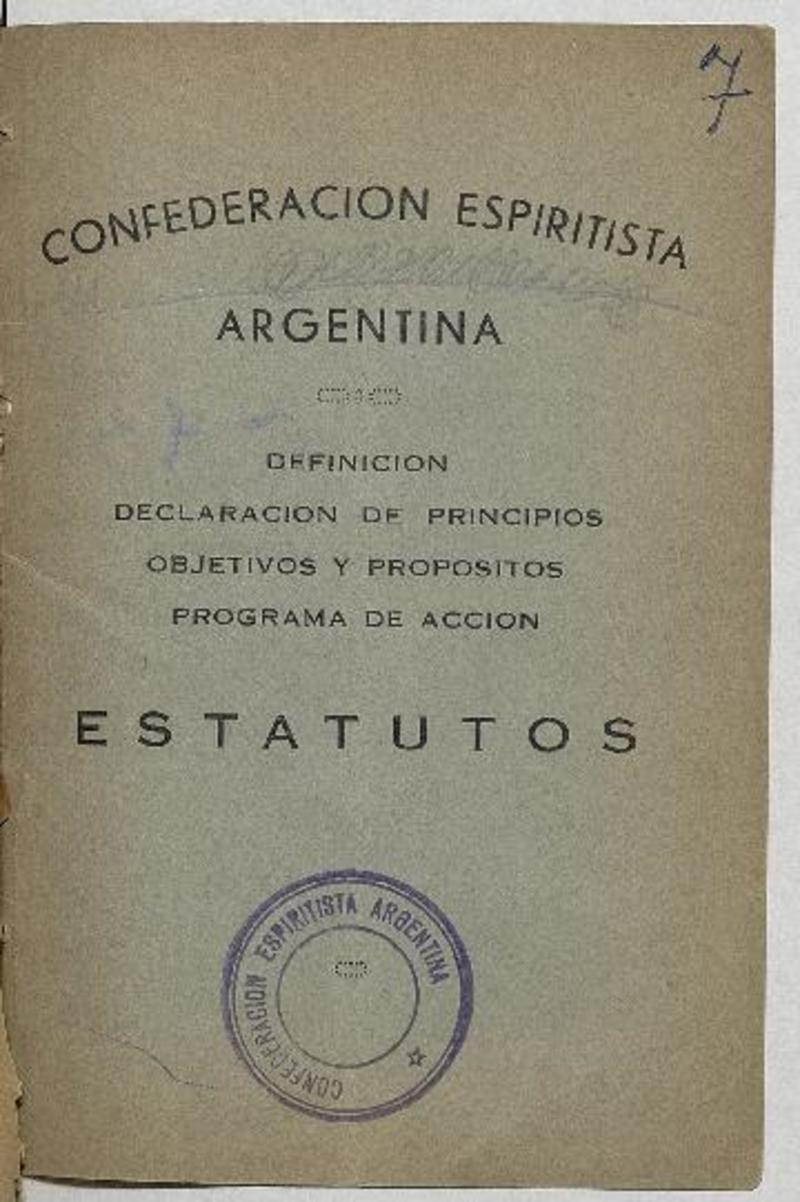 7
CONFEDERACION ESPIRITISTA
ARGENTINA
DEFINICION
DECLARACION DE PRINCIPIOS
OBJETIVOS Y PROPOSITOS
PROGRAMA DE ACCION
ESTATUTOS
CONFEDERACION ESPIRITISTA ARGENTINA